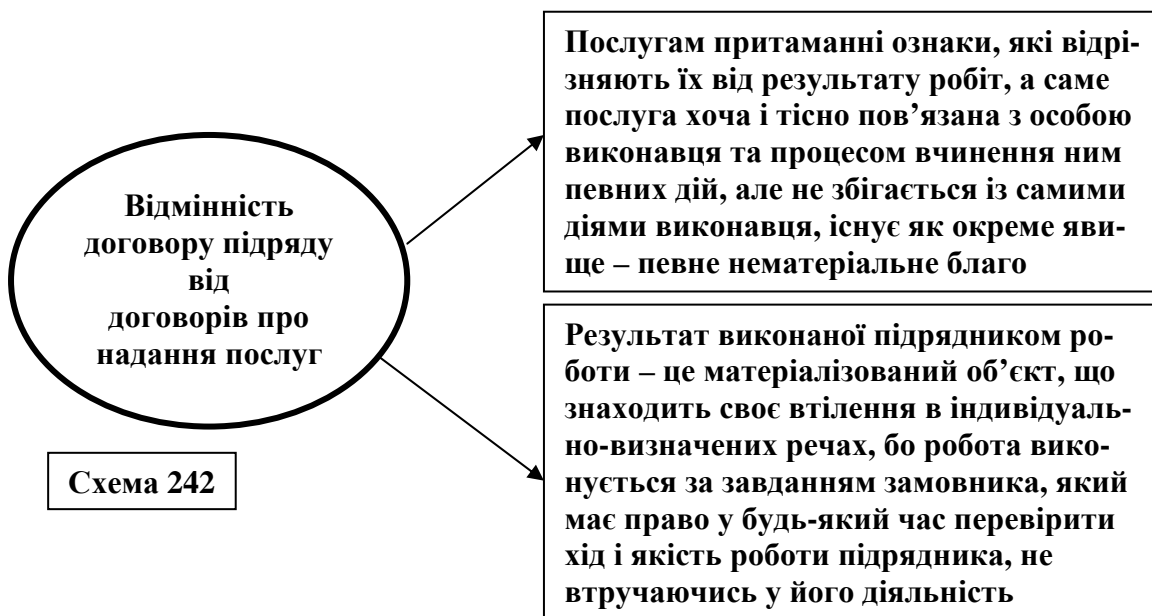 Відмінність
договору підряду
від
договорів про
надання послуг
Схема 242
Послугам притаманні ознаки, які відрі-
зняють їх від результату робіт, а саме
послуга хоча і тісно пов’язана з особою
виконавця та процесом вчинення ним
певних дій, але не збігається із самими
діями виконавця, існує як окреме яви-
ще – певне нематеріальне благо
Результат виконаної підрядником ро-
боти – це матеріалізований об’єкт, що
знаходить своє втілення в індивідуаль-
но-визначених речах, бо робота вико-
нується за завданням замовника, який
має право у будь-який час перевірити
хід і якість роботи підрядника, не
втручаючись у його діяльність